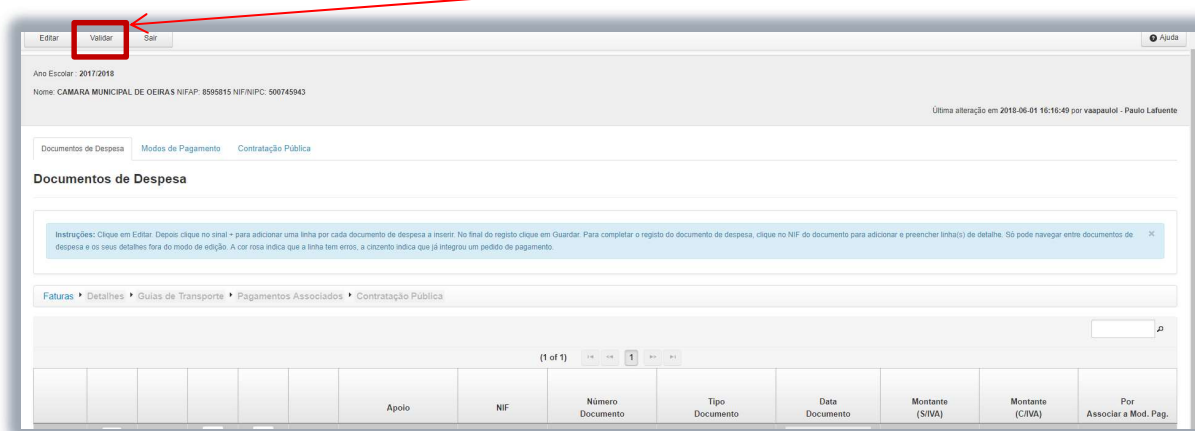 Editar Validar Sair Ajuda
Ano Escolar : 2017/2018
Nome: CAMARA MUNICIPAL DE OEIRAS NIFAP: 8595815 NIF/NIPC: 500745943
Última alteração em 2018-06-01 16:16:49 por vaapaulol - Paulo Lafuente
Documentos de Despesa Modos de Pagamento Contratação Pública
Documentos de Despesa
Instruções: Clique em Editar. Depois clique no sinal + para adicionar uma linha por cada documento de despesa a inserir. No final do registo clique em Guardar. Para completar o registo do documento de despesa, clique no NIF do documento para adicionar e preencher linha(s) de detalhe. Só pode navegar entre documentos de
despesa e os seus detalhes fora do modo de edição. A cor rosa indica que a linha tem erros, a cinzento indica que já integrou um pedido de pagamento.
Faturas Detalhes Guias de Transporte Pagamentos Associados Contratação Pública
(1 of 1) 1
Apoio NIF Número Documento Tipo Documento Data Documento Montante (S/IVA) Montante (C/IVA) Por Associar a Mod. Pag.